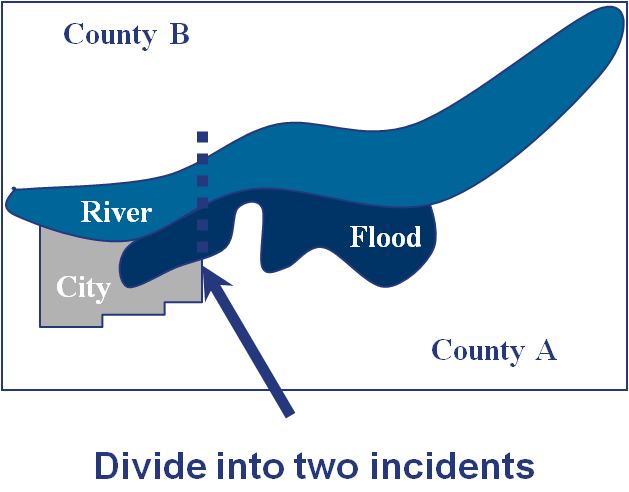 County B
River
Flood
City
County A
Divide into two incidents